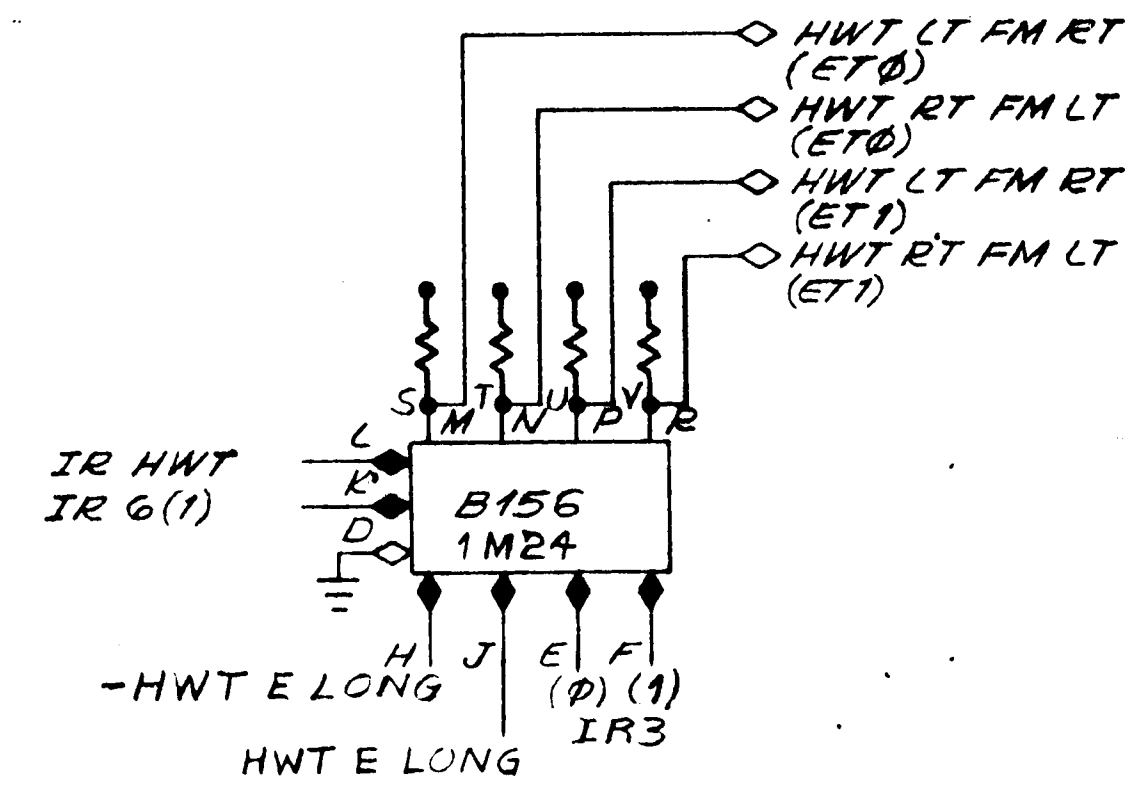 HWT LT FM RT
(ETØ)
HWT RT FM LT
(ETØ)
HWT LT FM RT
(ET1)
HWT RT FM LT
(ET1)
S M T N U P V R
L
IR HWT
K
IR 6(1)
D
B156
1M24
H J E F
-HWT E LONG
(Ø) (1)
IR3
HWT E LONG